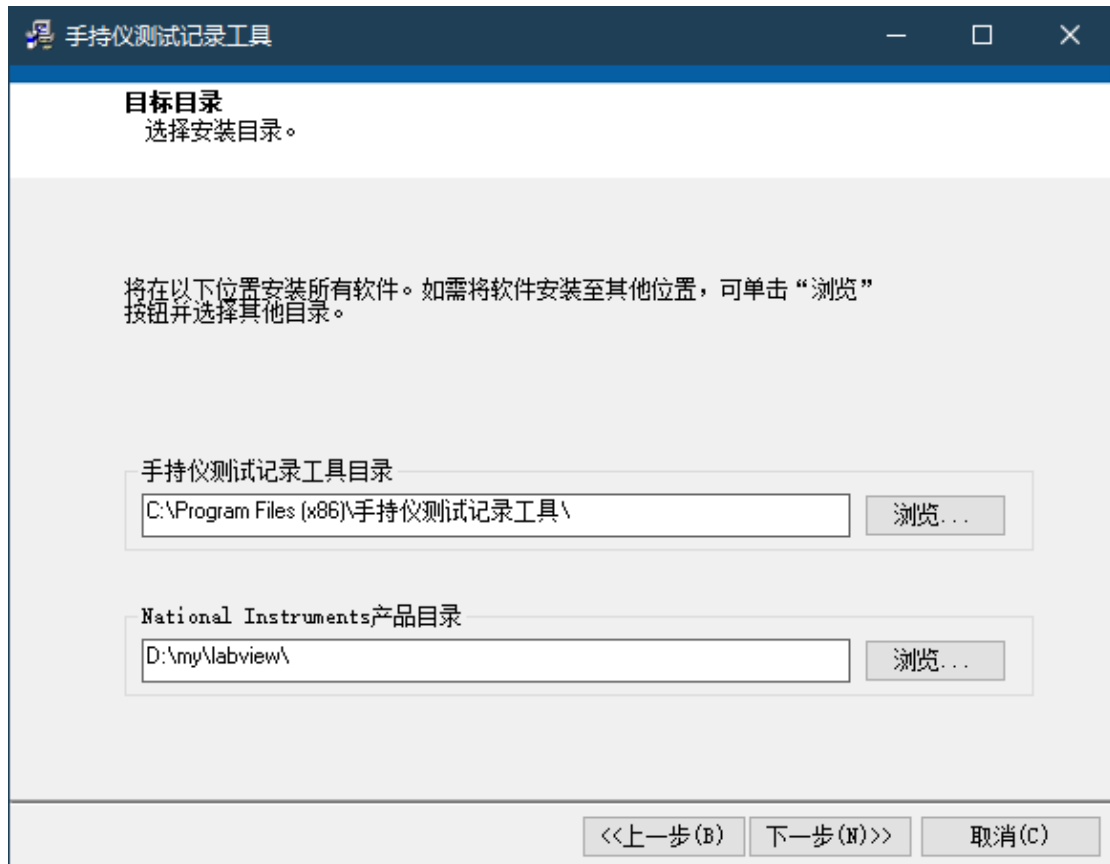 手持仪测试记录工具
目标目录
选择安装目录。
将在以下位置安装所有软件。如需将软件安装至其他位置，可单击“浏览”
按钮并选择其他目录。
手持仪测试记录工具目录
C:\Program Files (x86)\手持仪测试记录工具\
浏览...
National Instruments产品目录
D:\my\labview\
浏览...
<<上一步(B) 下一步(N)>> 取消(C)